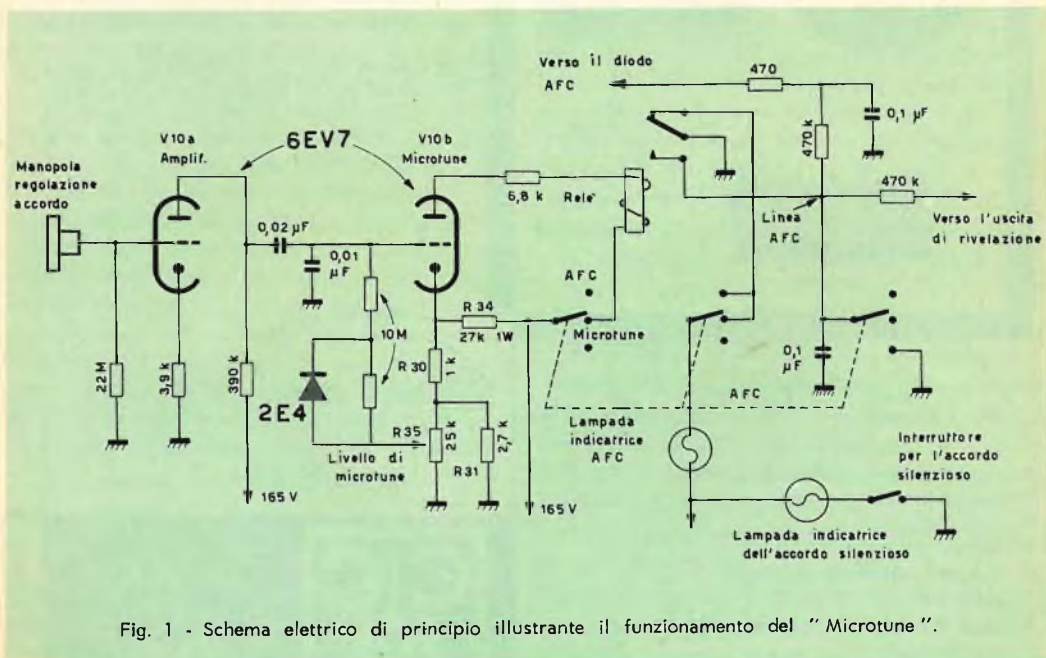 Verso il diodo
AFC
470
0,1 µF
470 k
470 k
Verso l'uscita
di rivelazione
Linea
AFC
V10a
Amplif.
6EV7
V10b
Microtune
Manopola
regolazione
accordo
6,8 k
Rele'
0,02 µF
0,01
µF
10M
AFC
R 34
27k 1W
Microtune
22M
3,9 k
390 k
2E4
R 30
1 k
R35
25 k
R31
2,7 k
Livello di
microtune
165 V
165 V
0,1
µF
AFC
Lampada
indicatrice
AFC
Interruttore
per l'accordo
silenzioso
Lampada indicatrice
dell'accordo silenzioso
Fig. 1 - Schema elettrico di principio illustrante il funzionamento del "Microtune".